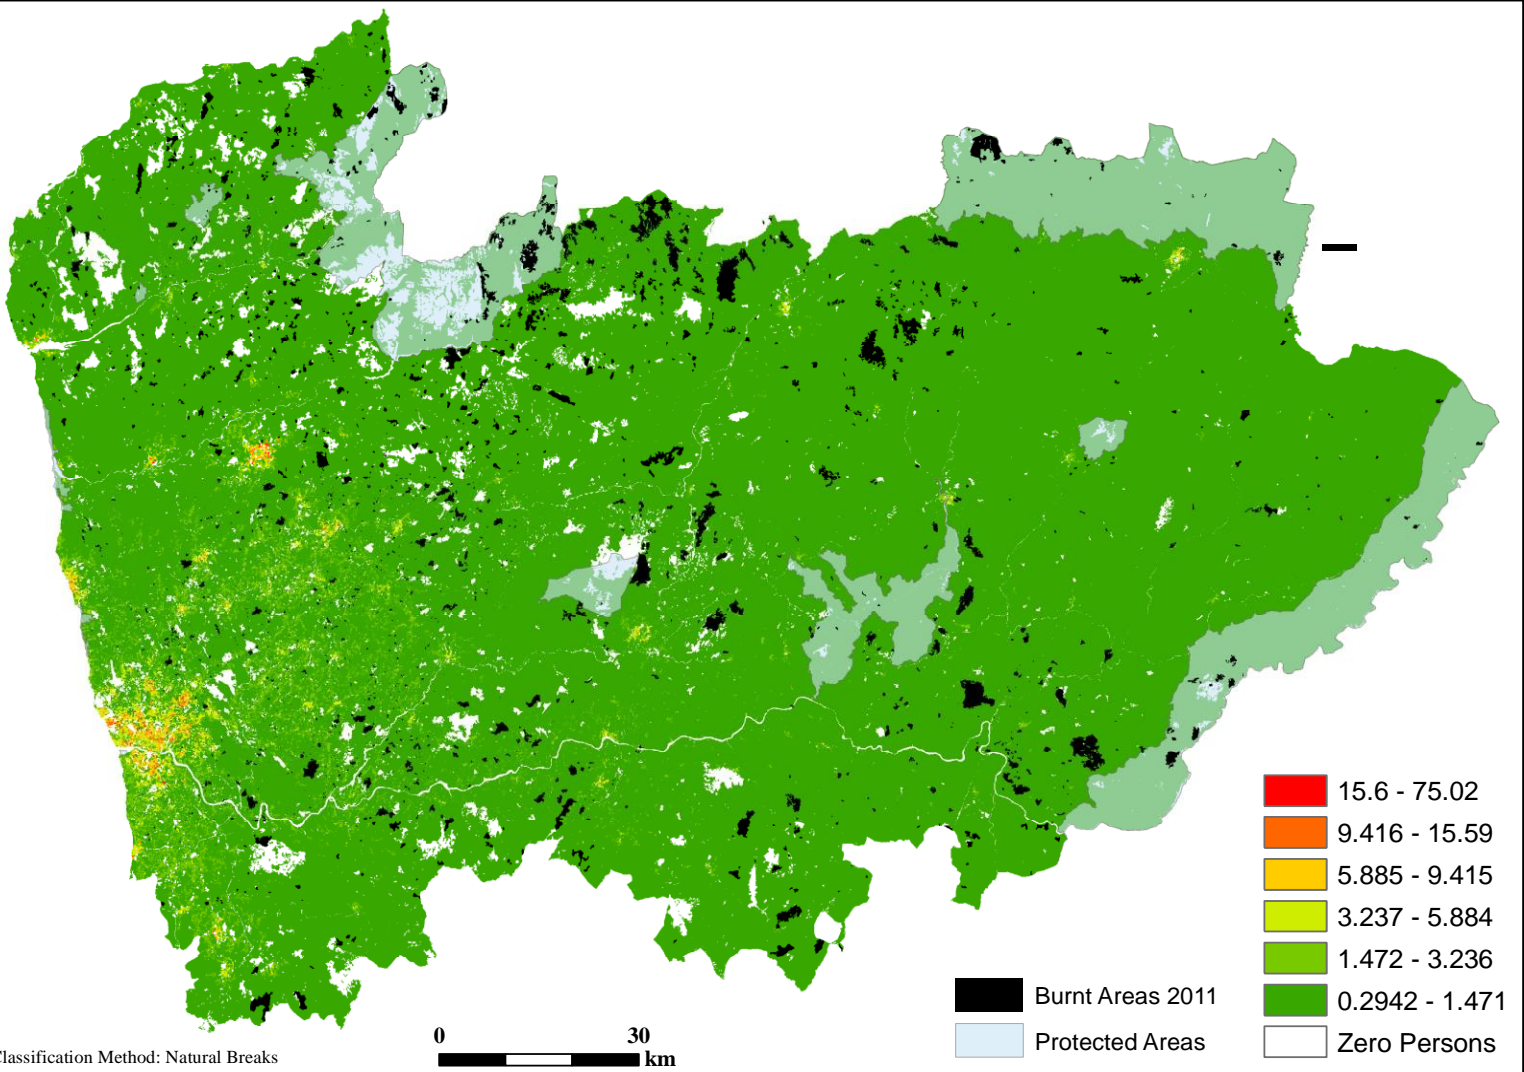 15.6 - 75.02
9.416 - 15.59
5.885 - 9.415
3.237 - 5.884
1.472 - 3.236
Burnt Areas 2011
0.2942 - 1.471
Protected Areas
Zero Persons
0 30
km
Classification Method: Natural Breaks